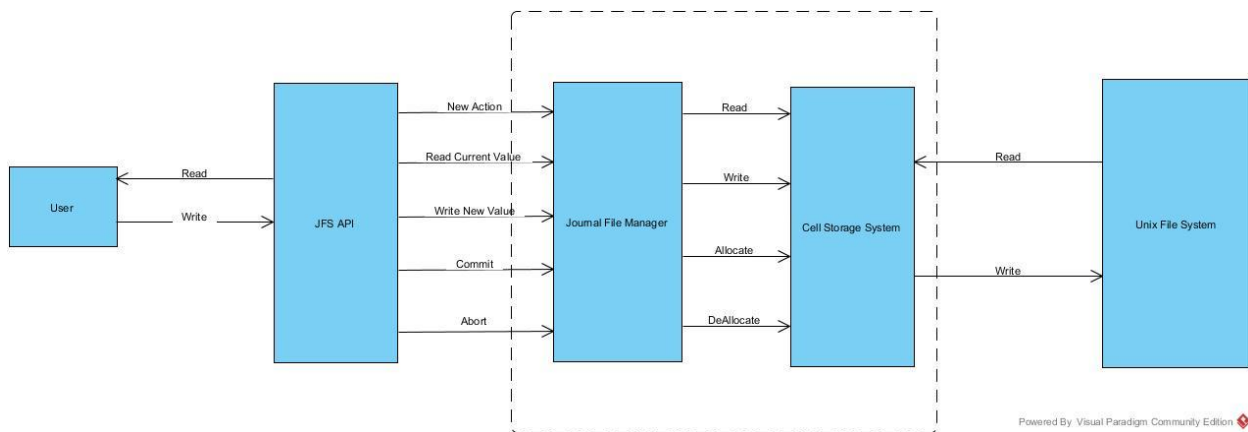 New Action
Read
Read
Read Current Value
Read
User
Write
Write
Write New Value
JFS API
Journal File Manager
Cell Storage System
Unix File System
Commit
Allocate
Write
Abort
DeAllocate
Powered By Visual Paradigm Community Edition